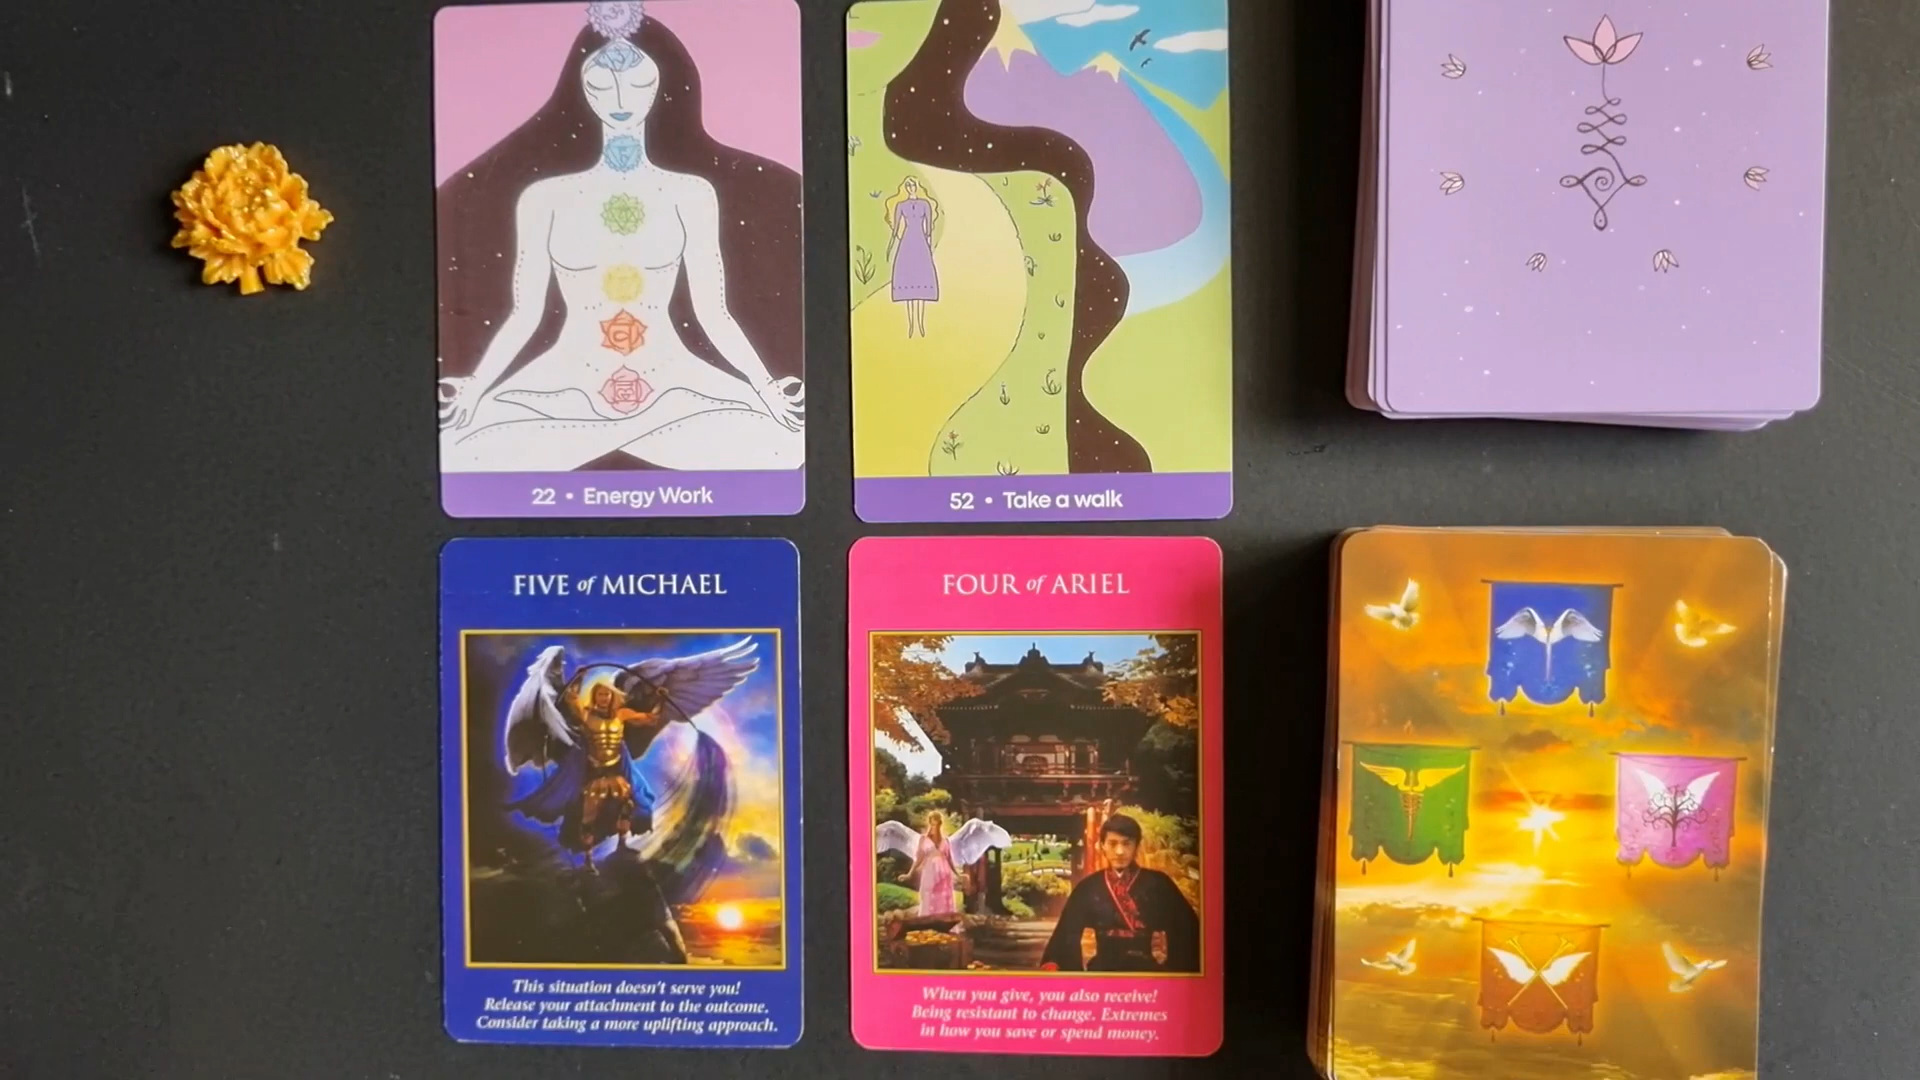 22 • Energy Work
52 • Take a walk
FIVE of MICHAEL
This situation doesn't serve you!
Release your attachment to the outcome.
Consider taking a more uplifting approach.
FOUR of ARIEL
When you give, you also receive!
Being resistant to change. Extremes
in how you save or spend money.